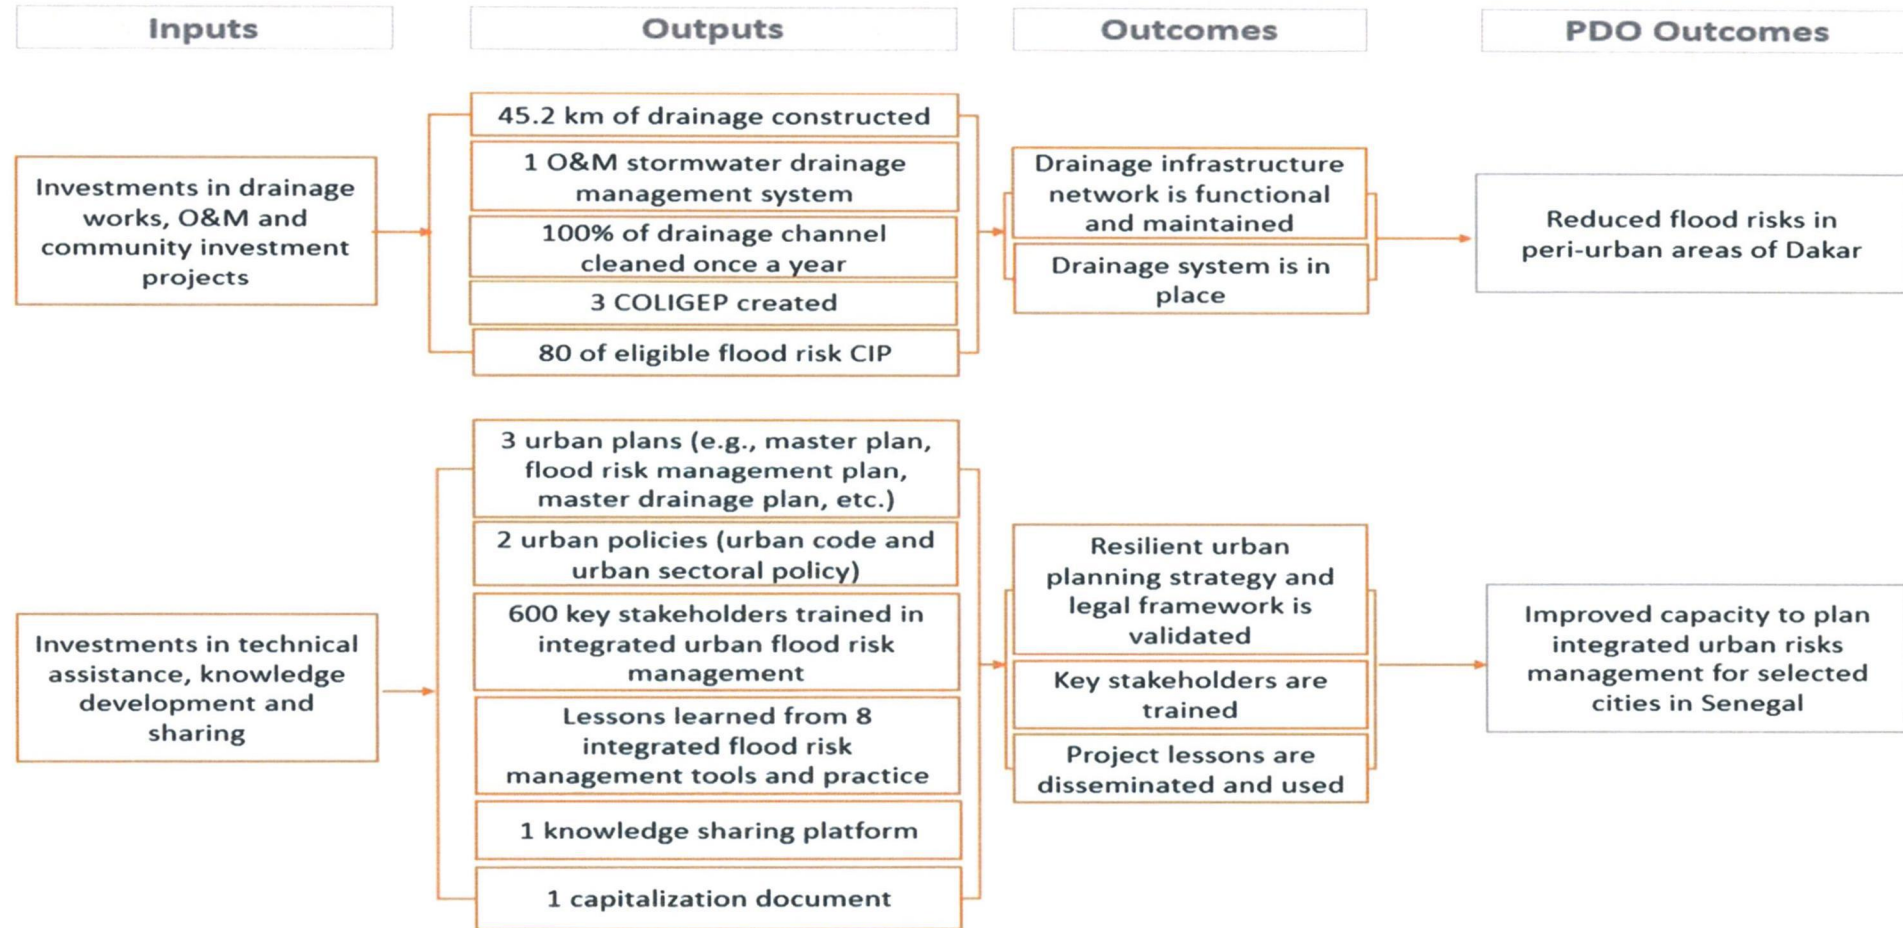 Inputs
Outputs
Outcomes
PDO Outcomes
Investments in drainage
works, O&M and
community investment
projects
45.2 km of drainage constructed
1 O&M stormwater drainage
management system
100% of drainage channel
cleaned once a year
3 COLIGEP created
80 of eligible flood risk CIP
Drainage infrastructure
network is functional
and maintained
Drainage system is in
place
Reduced flood risks in
peri-urban areas of Dakar
Investments in technical
assistance, knowledge
development and
sharing
3 urban plans (e.g., master plan,
flood risk management plan,
master drainage plan, etc.)
2 urban policies (urban code and
urban sectoral policy)
600 key stakeholders trained in
integrated urban flood risk
management
Lessons learned from 8
integrated flood risk
management tools and practice
1 knowledge sharing platform
1 capitalization document
Resilient urban
planning strategy and
legal framework is
validated
Key stakeholders are
trained
Project lessons are
disseminated and used
Improved capacity to plan
integrated urban risks
management for selected
cities in Senegal